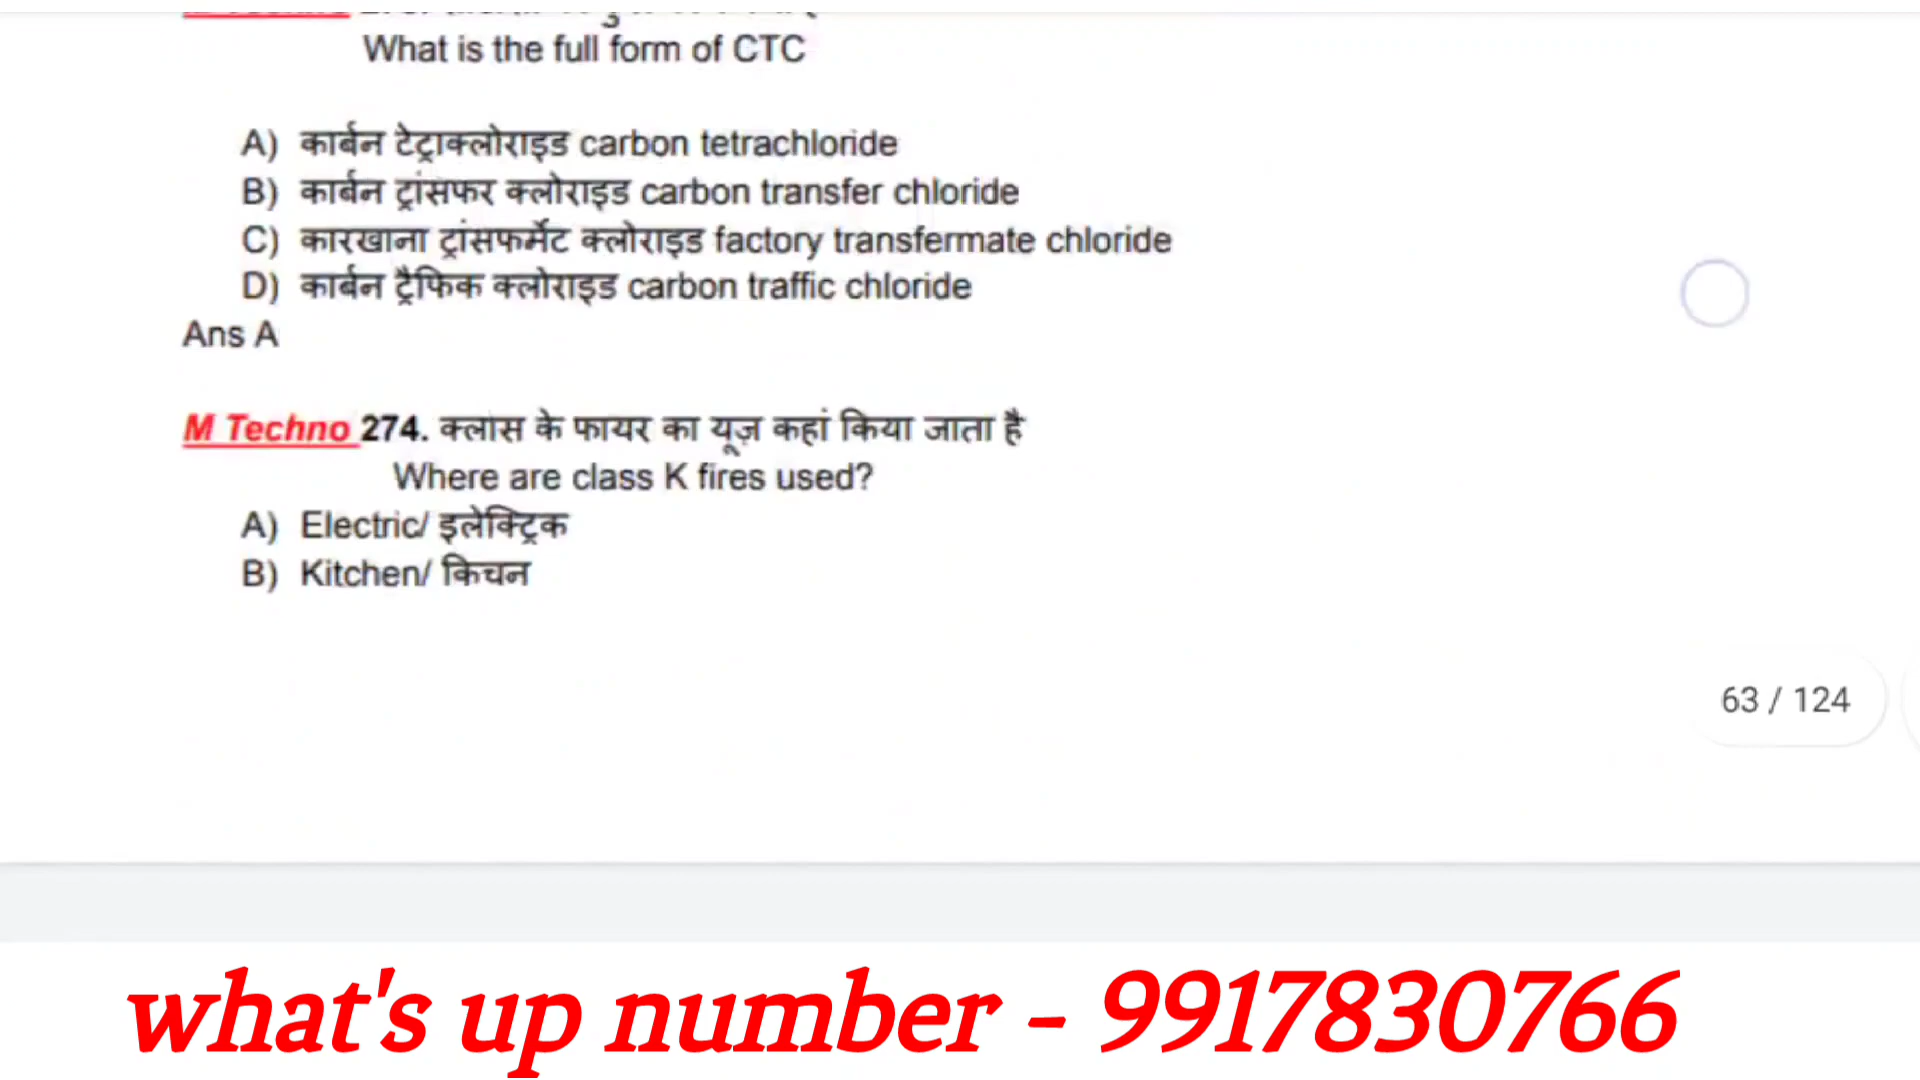 What is the full form of CTC
A) कार्बन टेट्राक्लोराइड carbon tetrachloride
B) कार्बन ट्रांसफर क्लोराइड carbon transfer chloride
C) कारखाना ट्रांसफर्मेट क्लोराइड factory transfermate chloride
D) कार्बन ट्रैफिक क्लोराइड carbon traffic chloride
Ans A
M Techno 274. क्लास के फायर का यूज़ कहां किया जाता है
Where are class K fires used?
A) Electric/ इलेक्ट्रिक
B) Kitchen/ किचन
63 / 124
what's up number - 9917830766